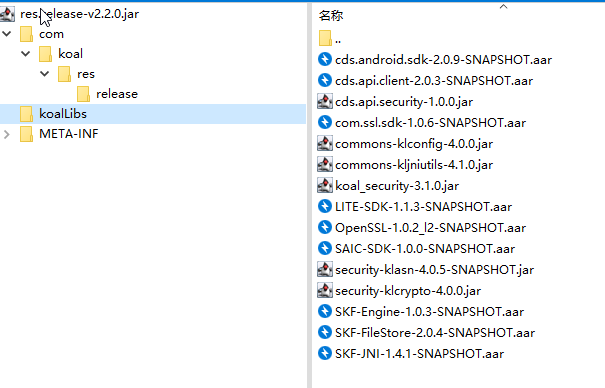 res.release-v2.2.0.jar
com
koal
res
release
koalLibs
META-INF
名称
..
cds.android.sdk-2.0.9-SNAPSHOT.aar
cds.api.client-2.0.3-SNAPSHOT.aar
cds.api.security-1.0.0.jar
com.ssl.sdk-1.0.6-SNAPSHOT.aar
commons-klconfig-4.0.0.jar
commons-kljniutils-4.1.0.jar
koal_security-3.1.0.jar
LITE-SDK-1.1.3-SNAPSHOT.aar
OpenSSL-1.0.2_l2-SNAPSHOT.aar
SAIC-SDK-1.0.0-SNAPSHOT.aar
security-klasn-4.0.5-SNAPSHOT.jar
security-klcrypto-4.0.0.jar
SKF-Engine-1.0.3-SNAPSHOT.aar
SKF-FileStore-2.0.4-SNAPSHOT.aar
SKF-JNI-1.4.1-SNAPSHOT.aar